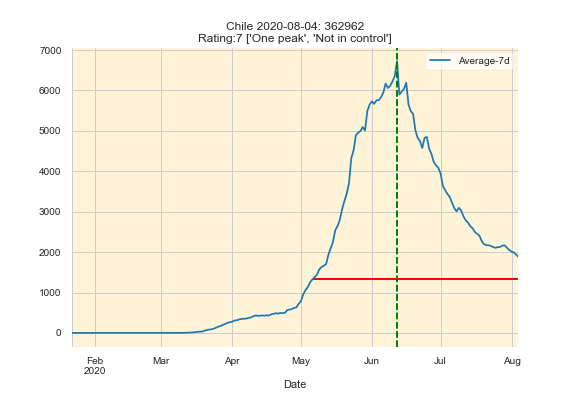 Chile 2020-08-04: 362962
Rating:7 ['One peak', 'Not in control']
Average-7d
7000
6000
5000
4000
3000
2000
1000
0
Feb Mar Apr May Jun Jul Aug
2020
Date